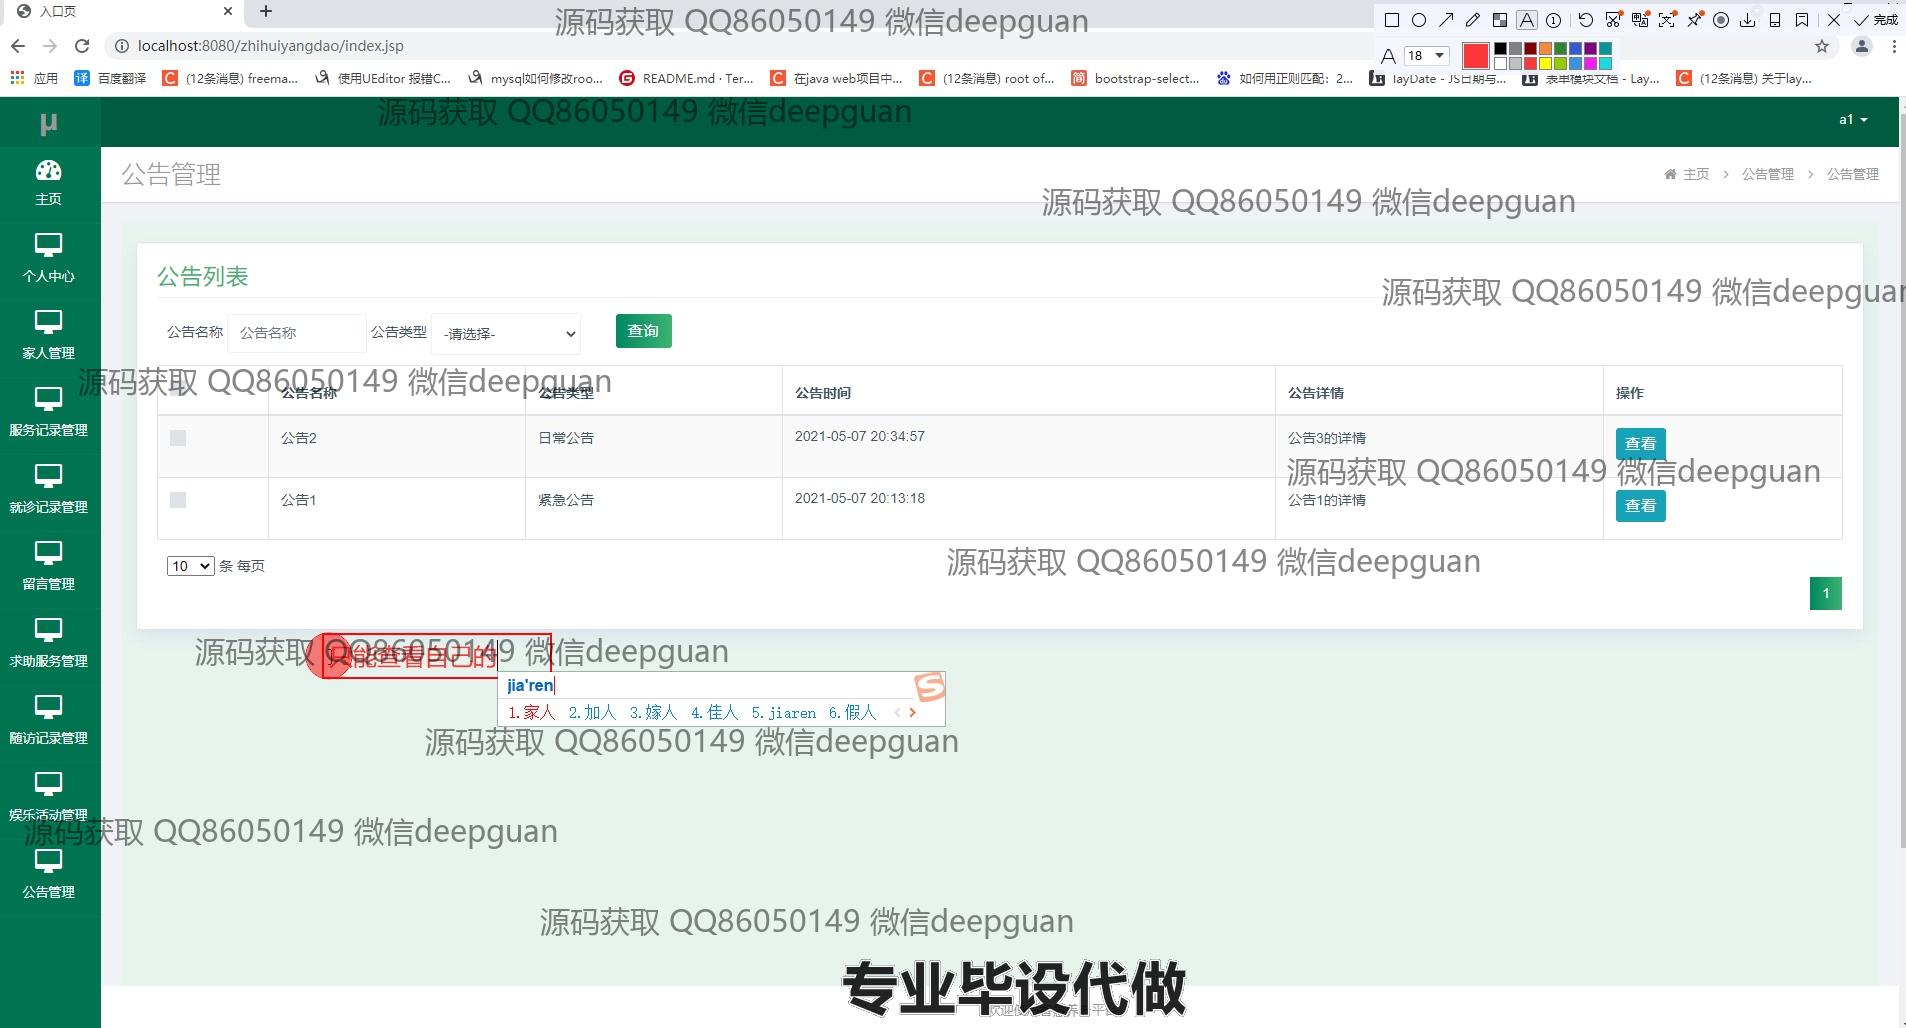 入口页
源码获取 QQ86050149 微信deepguan
完成
localhost:8080/zhihuiyangdao/index.jsp
18
应用
百度翻译
(12条消息) freema...
使用UEditor 报错C...
mysql如何修改roo...
README.md · Ter...
在java web项目中...
(12条消息) root of...
bootstrap-select...
如何用正则匹配：2...
layDate - JS日期与...
表单模块文档 - Lay...
(12条消息) 关于lay...
μ
源码获取 QQ86050149 微信deepguan
a1
公告管理
主页 > 公告管理 > 公告管理
源码获取 QQ86050149 微信deepguan
主页
个人中心
家人管理
服务记录管理
就诊记录管理
留言管理
求助服务管理
随访记录管理
娱乐活动管理
公告管理
公告列表
源码获取 QQ86050149 微信deepguan
公告名称 公告名称 公告类型 -请选择- 查询
源码获取 QQ86050149 微信deepguan
公告名称 公告类型 公告时间 公告详情 操作
公告2 日常公告 2021-05-07 20:34:57 公告3的详情 查看
源码获取 QQ86050149 微信deepguan
公告1 紧急公告 2021-05-07 20:13:18 公告1的详情 查看
10 条 每页
源码获取 QQ86050149 微信deepguan
1
源码获取 QQ86050149 微信deepguan
只能查看自己的
jia'ren
1.家人 2.加人 3.嫁人 4.佳人 5.jiaren 6.假人
源码获取 QQ86050149 微信deepguan
源码获取 QQ86050149 微信deepguan
源码获取 QQ86050149 微信deepguan
专业毕设代做